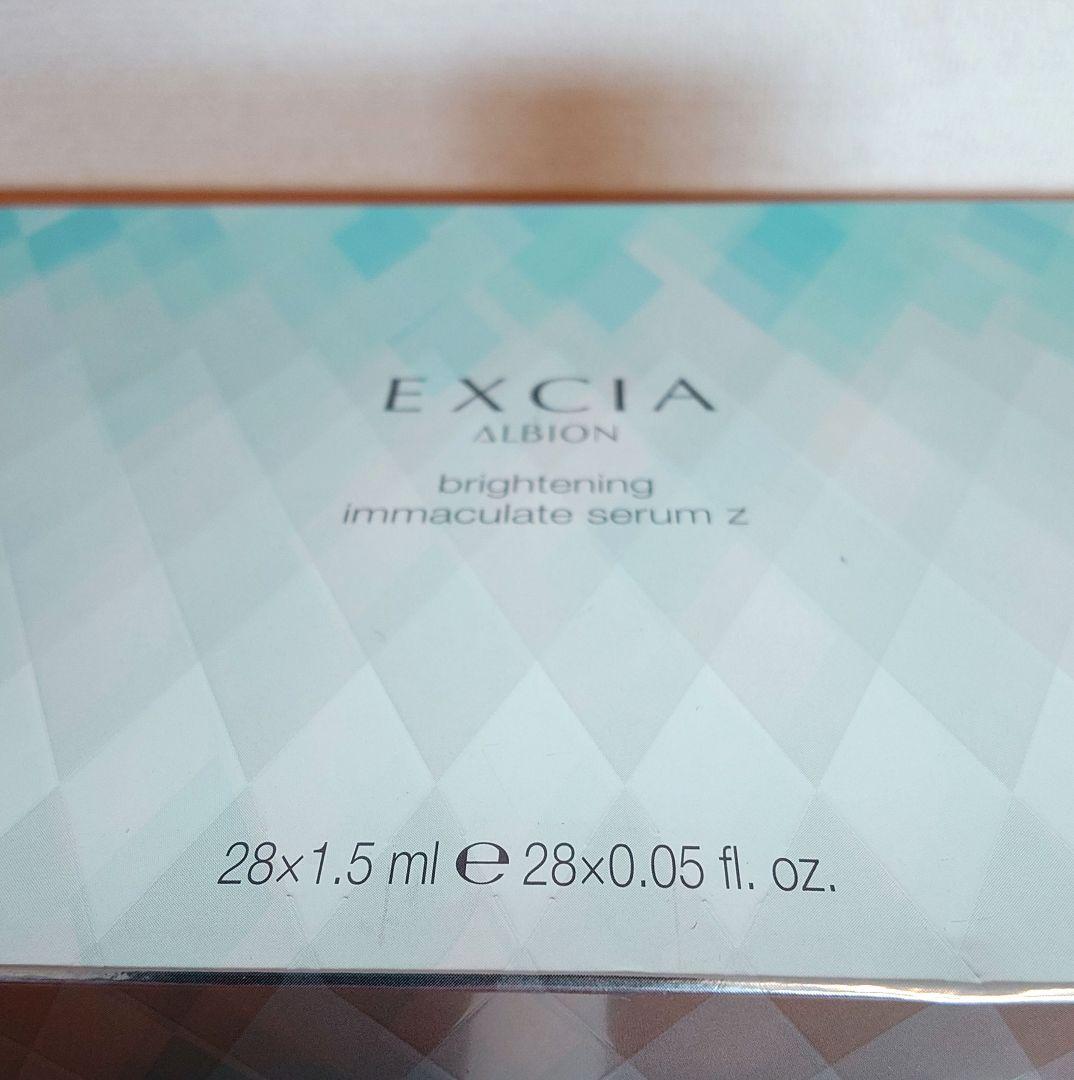 EXCIA
ALBION
brightening
immaculate serum z
28×1.5 ml ℮ 28×0.05 fl. oz.